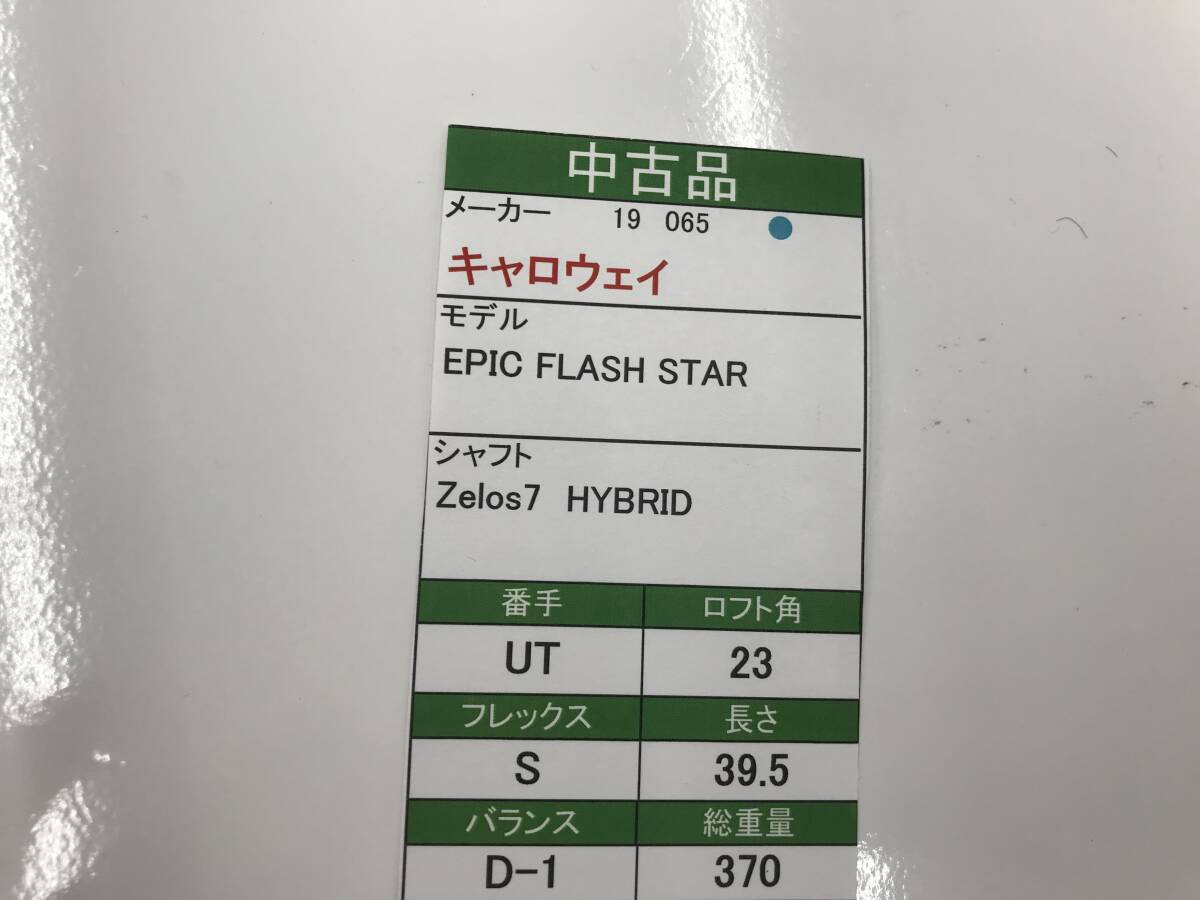 中古品
メーカー 19 065
キャロウェイ
モデル
EPIC FLASH STAR
シャフト
Zelos7 HYBRID
番手 ロフト角
UT 23
フレックス 長さ
S 39.5
バランス 総重量
D-1 370